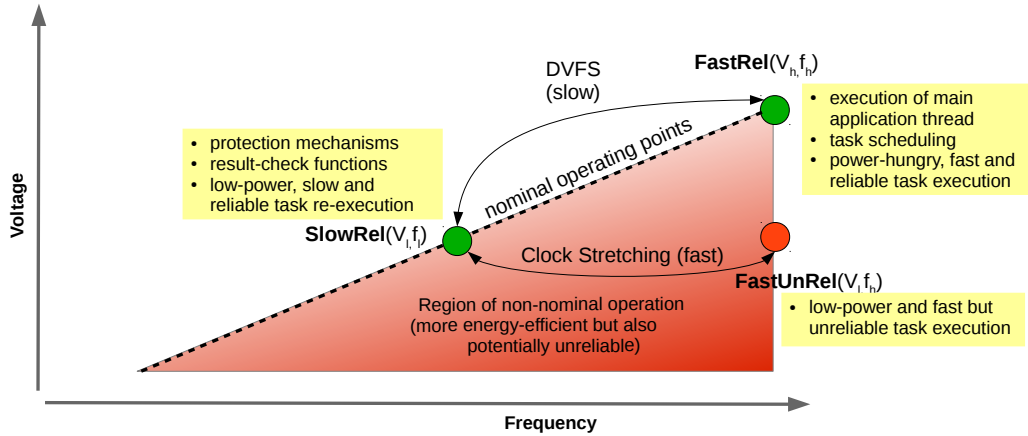 FastRel(Vh,fh)
DVFS
(slow)
• execution of main
application thread
• task scheduling
• power-hungry, fast and
reliable task execution
• protection mechanisms
• result-check functions
• low-power, slow and
reliable task re-execution
nominal operating points
Voltage
SlowRel(Vl,fl)
Clock Stretching (fast)
FastUnRel(Vl,fh)
Region of non-nominal operation
(more energy-efficient but also
potentially unreliable)
• low-power and fast but
unreliable task execution
Frequency